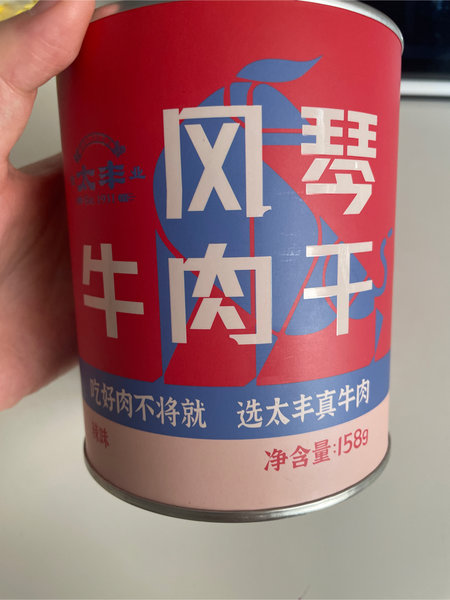 太丰业
风琴
牛肉干
吃好肉不将就 选太丰真牛肉
辣味
净含量:158g